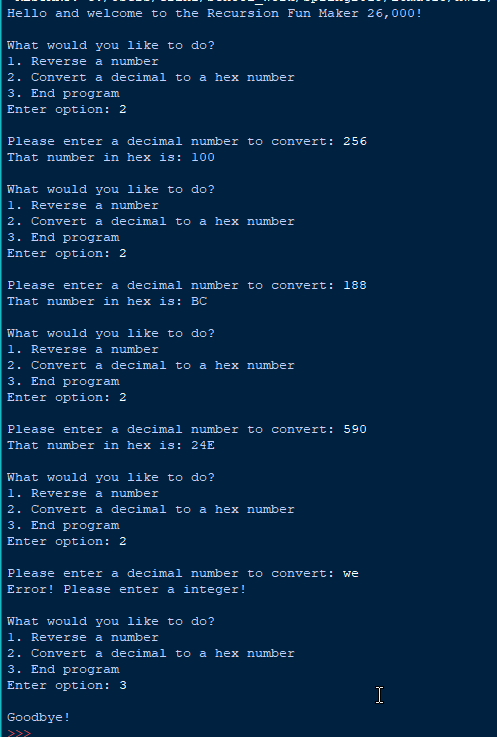 Hello and welcome to the Recursion Fun Maker 26,000!
What would you like to do?
1. Reverse a number
2. Convert a decimal to a hex number
3. End program
Enter option: 2
Please enter a decimal number to convert: 256
That number in hex is: 100
What would you like to do?
1. Reverse a number
2. Convert a decimal to a hex number
3. End program
Enter option: 2
Please enter a decimal number to convert: 188
That number in hex is: BC
What would you like to do?
1. Reverse a number
2. Convert a decimal to a hex number
3. End program
Enter option: 2
Please enter a decimal number to convert: 590
That number in hex is: 24E
What would you like to do?
1. Reverse a number
2. Convert a decimal to a hex number
3. End program
Enter option: 2
Please enter a decimal number to convert: we
Error! Please enter a integer!
What would you like to do?
1. Reverse a number
2. Convert a decimal to a hex number
3. End program
Enter option: 3
Goodbye!
>>>